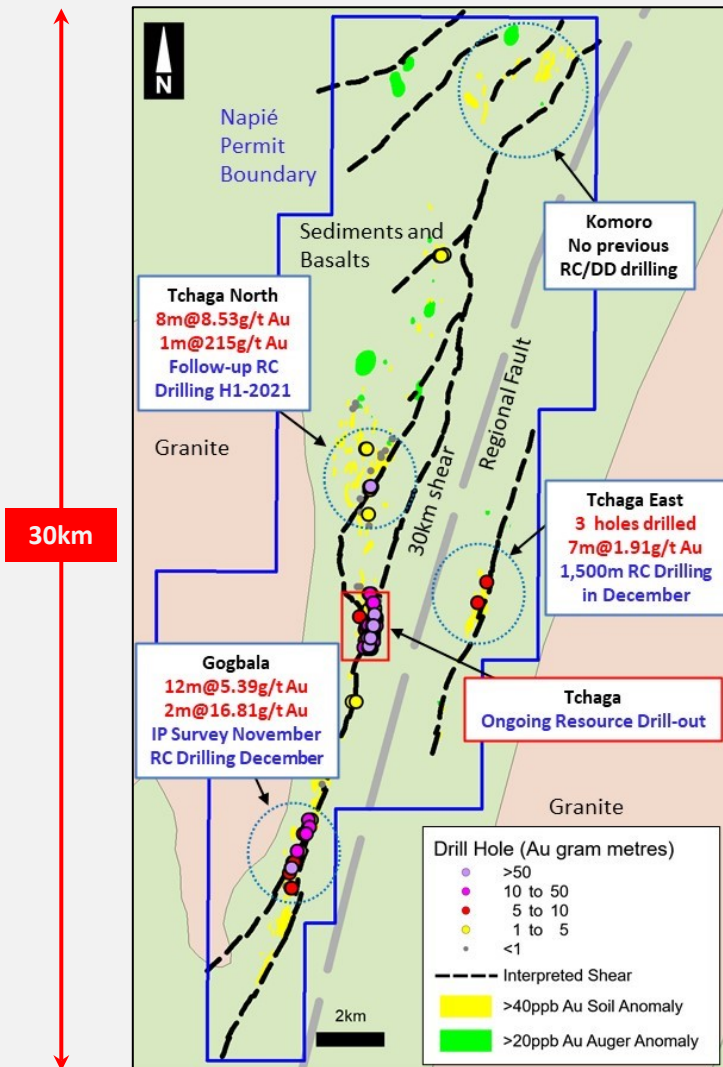 N
Napié
Permit
Boundary
Sediments and
Basalts
Komoro
No previous
RC/DD drilling
Tchaga North
8m@8.53g/t Au
1m@215g/t Au
Follow-up RC
Drilling H1-2021
Granite
30km shear
Regional Fault
30km
Tchaga East
3 holes drilled
7m@1.91g/t Au
1,500m RC Drilling
in December
Gogbala
12m@5.39g/t Au
2m@16.81g/t Au
IP Survey November
RC Drilling December
Tchaga
Ongoing Resource Drill-out
Granite
Drill Hole (Au gram metres)
>50
10 to 50
5 to 10
1 to 5
<1
Interpreted Shear
>40ppb Au Soil Anomaly
>20ppb Au Auger Anomaly
2km